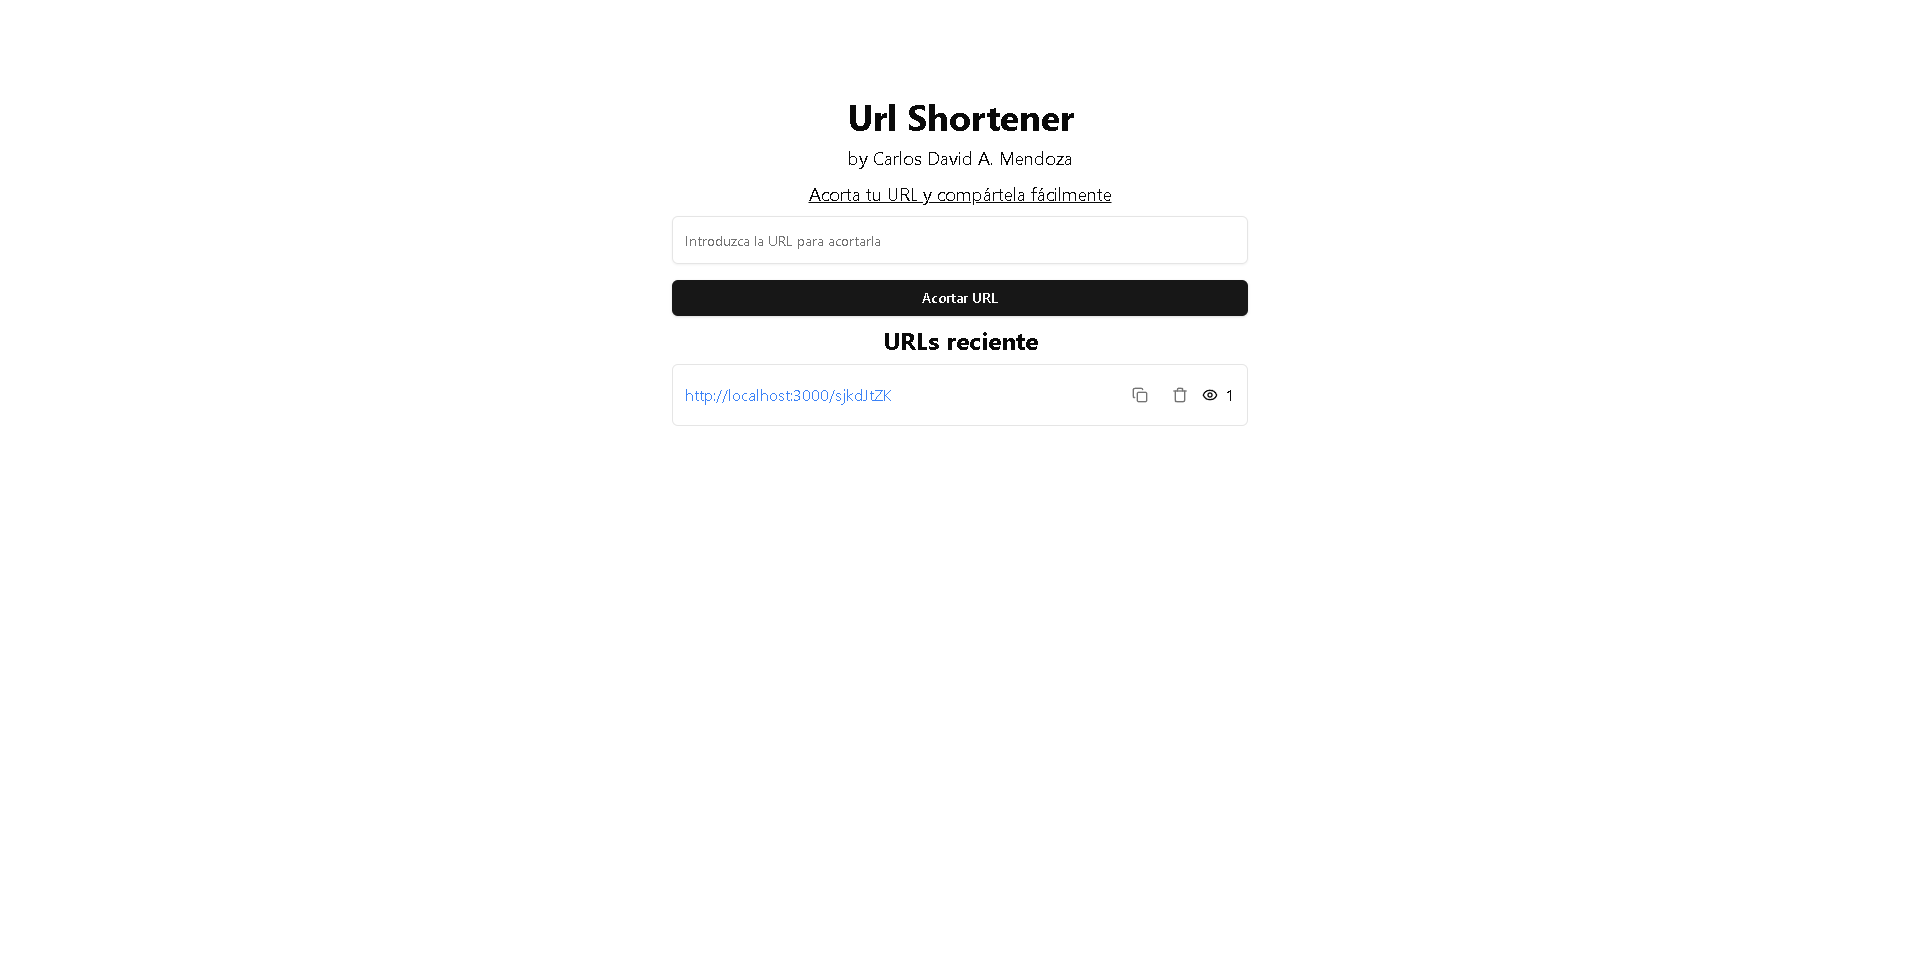 Url Shortener
by Carlos David A. Mendoza
Acorta tu URL y compártela fácilmente
Introduzca la URL para acortarla
Acortar URL
URLs reciente
http://localhost:3000/sjkdJtZK 1